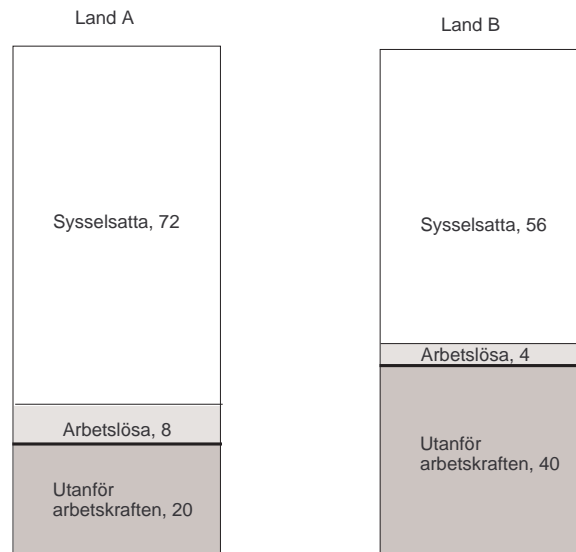 Land A
Sysselsatta, 72
Arbetslösa, 8
Utanför
arbetskraften, 20
Land B
Sysselsatta, 56
Arbetslösa, 4
Utanför
arbetskraften, 40